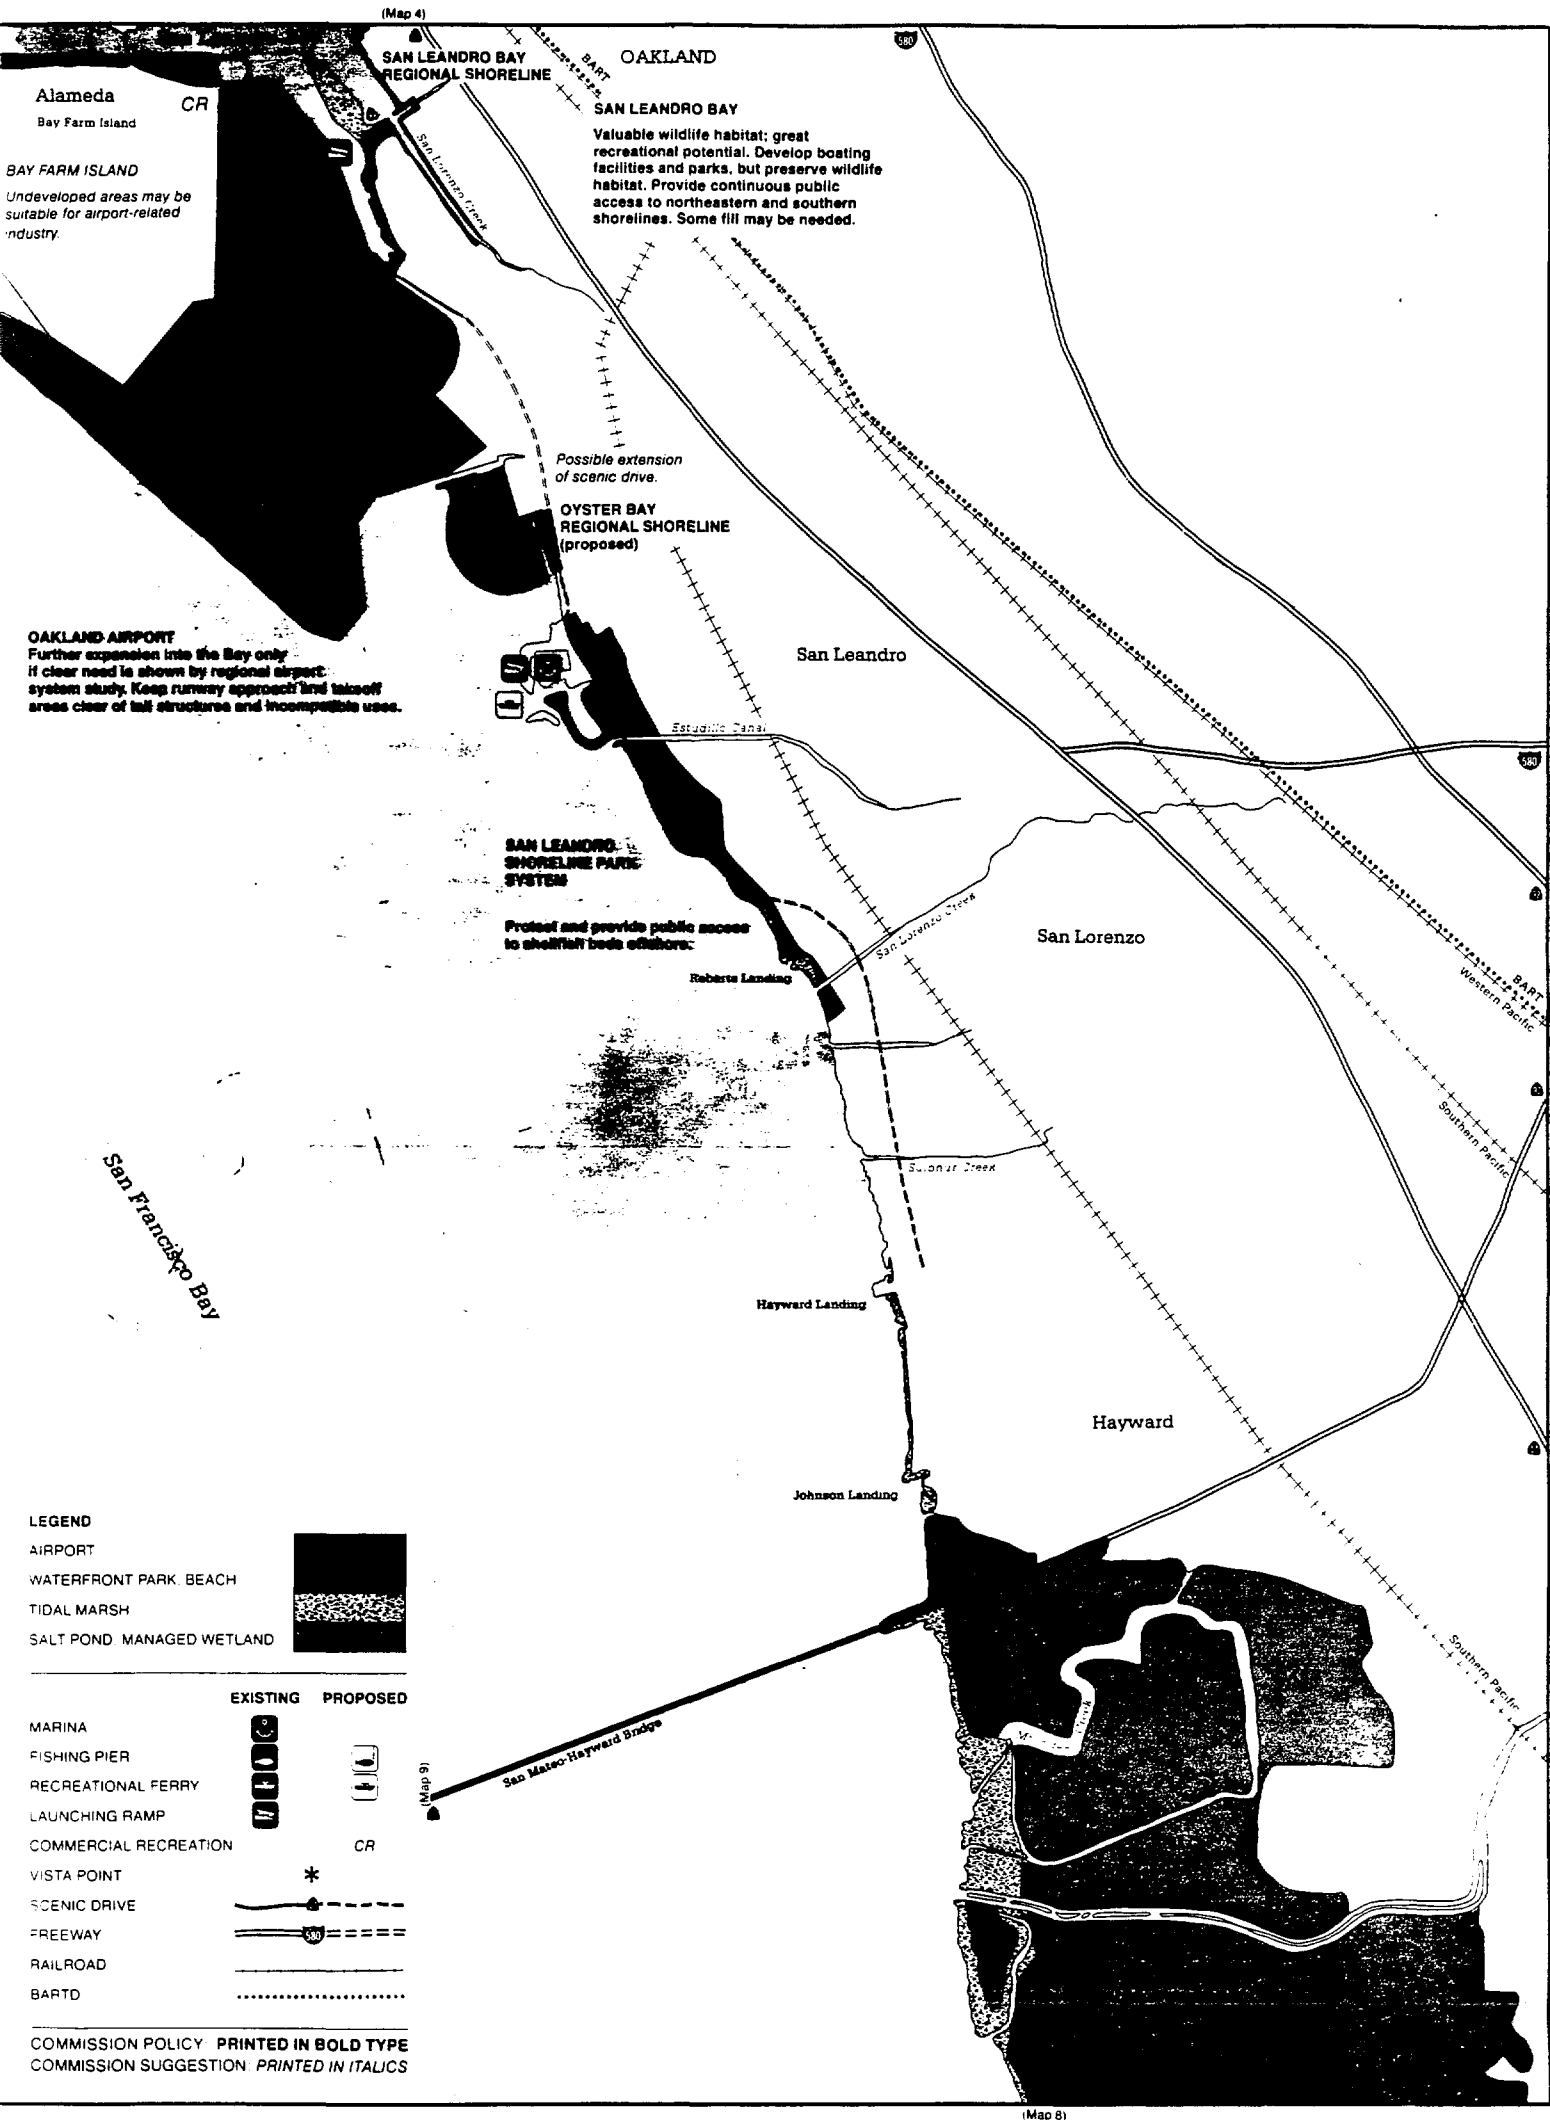 (Map 4)
SAN LEANDRO BAY
REGIONAL SHORELINE
BART
OAKLAND
580
Alameda
Bay Farm Island
CR
BAY FARM ISLAND
Undeveloped areas may be
suitable for airport-related
industry.
San Lorenzo Creek
SAN LEANDRO BAY
Valuable wildlife habitat; great
recreational potential. Develop boating
facilities and parks, but preserve wildlife
habitat. Provide continuous public
access to northeastern and southern
shorelines. Some fill may be needed.
Possible extension
of scenic drive.
OYSTER BAY
REGIONAL SHORELINE
(proposed)
OAKLAND AIRPORT
Further expansion into the Bay only
if clear need is shown by regional airport
system study. Keep runway approach and takeoff
areas clear of tall structures and incompatible uses.
San Leandro
Estudillo Canal
580
SAN LEANDRO
SHORELINE PARK
SYSTEM
Protect and provide public access
to shellfish beds offshore.
Roberts Landing
San Lorenzo Creek
San Lorenzo
BART
Western Pacific
Southern Pacific
Sulphur Creek
San Francisco Bay
Hayward Landing
Hayward
Johnson Landing
Southern Pacific
San Mateo-Hayward Bridge
(Map 9)
Creek
LEGEND
AIRPORT
WATERFRONT PARK, BEACH
TIDAL MARSH
SALT POND, MANAGED WETLAND
EXISTING PROPOSED
MARINA
FISHING PIER
RECREATIONAL FERRY
LAUNCHING RAMP
COMMERCIAL RECREATION CR
VISTA POINT *
SCENIC DRIVE
FREEWAY 580
RAILROAD
BARTD
COMMISSION POLICY: PRINTED IN BOLD TYPE
COMMISSION SUGGESTION: PRINTED IN ITALICS
(Map 8)